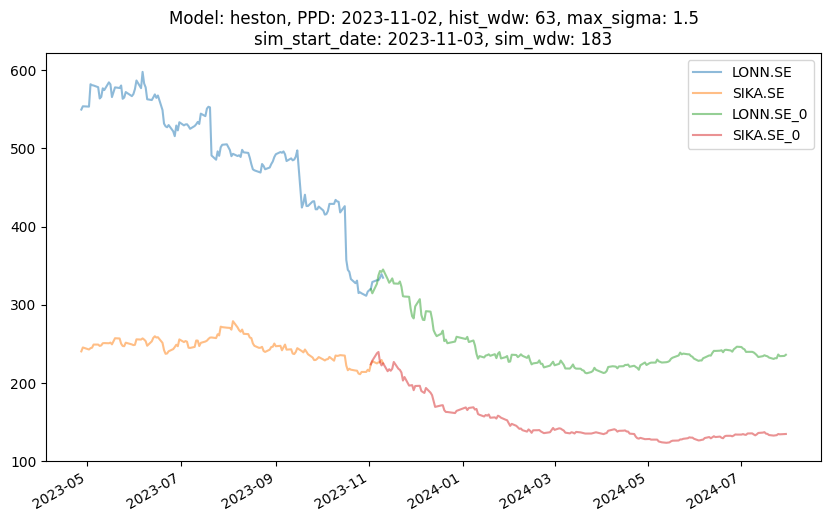 Model: heston, PPD: 2023-11-02, hist_wdw: 63, max_sigma: 1.5
sim_start_date: 2023-11-03, sim_wdw: 183
LONN.SE
SIKA.SE
LONN.SE_0
SIKA.SE_0
600
500
400
300
200
100
2023-05
2023-07
2023-09
2023-11
2024-01
2024-03
2024-05
2024-07